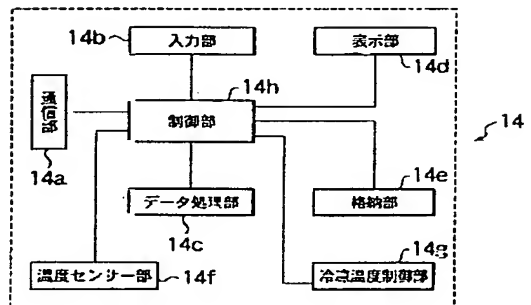 14b
入力部
表示部
14d
14h
通信部
14a
制御部
14
データ処理部
14c
14e
格納部
温度センサー部
14f
14g
冷急温度制御部